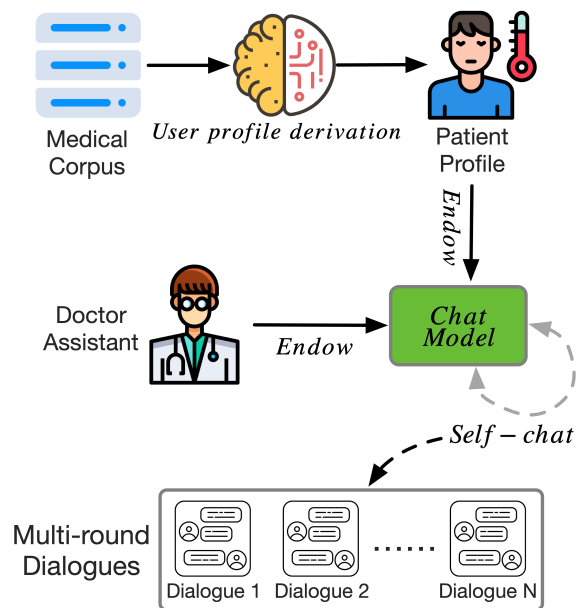 Medical
Corpus
User profile derivation
Patient
Profile
Endow
Doctor
Assistant
Endow
Chat
Model
Self − chat
Multi-round
Dialogues
Dialogue 1
Dialogue 2
......
Dialogue N